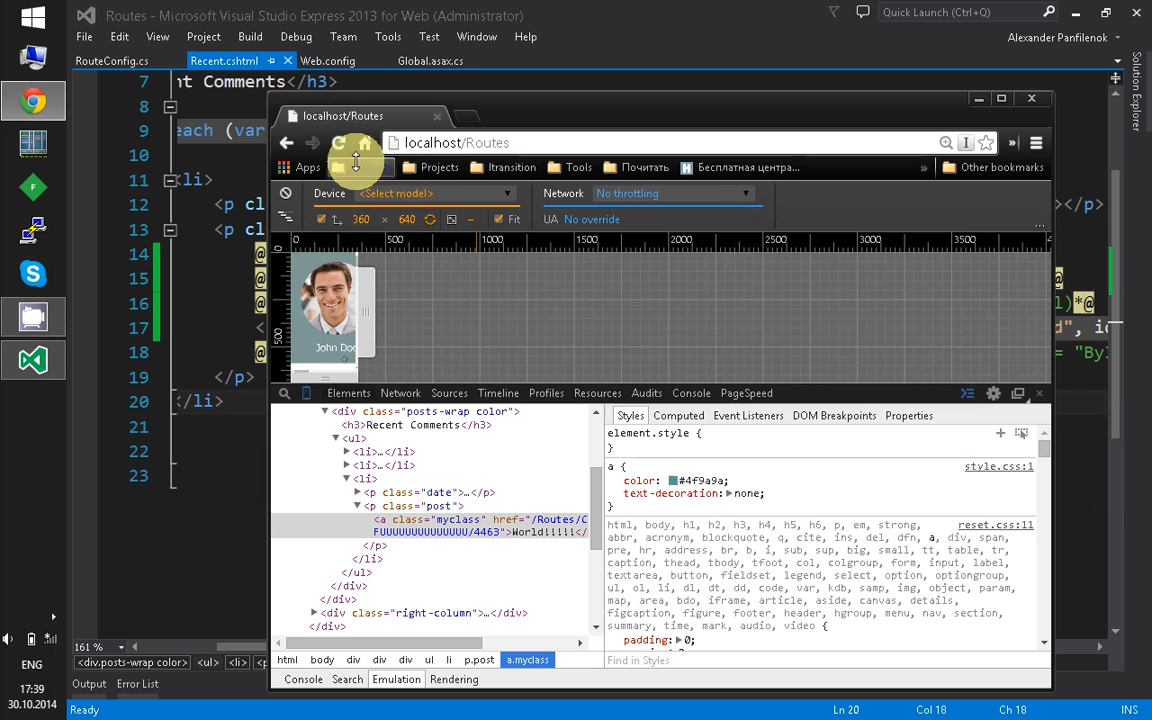 Routes - Microsoft Visual Studio Express 2013 for Web (Administrator)
Quick Launch (Ctrl+Q)
File Edit View Project Build Debug Team Tools Test Window Help
Alexander Panfilenok
RouteConfig.cs Recent.cshtml Web.config Global.asax.cs
Solution Explorer
7 nt Comments</h3>
8
9 each (var
10
11 <li>
12 <p cl ></p>
13 <p cl
14 @
15 @
16 @ l)*@
17 < d", ic
18 @ = "By
19 </p>
20 </li>
21
22
23
localhost/Routes
localhost/Routes
Apps Projects Itransition Tools Почитать Бесплатная центра... » Other bookmarks
Device <Select model> Network No throttling
360 × 640 Fit UA No override
0 500 1000 1500 2000 2500 3000 3500
0
500
John Do
Elements Network Sources Timeline Profiles Resources Audits Console PageSpeed
<div class="posts-wrap color">
<h3>Recent Comments</h3>
<ul>
<li>…</li>
<li>…</li>
<li>
<p class="date">…</p>
<p class="post">
<a class="myclass" href="/Routes/C
FUUUUUUUUUUUUUU/4463">World!!!!!</
</p>
</li>
</ul>
</div>
<div class="right-column">…</div>
</div>
html body div div div ul li p.post a.myclass
Styles Computed Event Listeners DOM Breakpoints Properties
element.style {
}
a { style.css:1
color: #4f9a9a;
text-decoration: none;
}
html, body, h1, h2, h3, h4, h5, h6, p, em, strong, reset.css:11
abbr, acronym, blockquote, q, cite, ins, del, dfn, a, div, span,
pre, hr, address, br, b, i, sub, sup, big, small, tt, table, tr,
caption, thead, tbody, tfoot, col, colgroup, form, input, label,
textarea, button, fieldset, legend, select, option, optiongroup,
ul, ol, li, dl, dt, dd, code, var, kdb, samp, img, object, param,
map, area, bdo, iframe, article, aside, canvas, details,
figcaption, figure, footer, header, hgroup, menu, nav, section,
summary, time, mark, audio, video {
padding: 0;
Find in Styles
Console Search Emulation Rendering
161 %
<div.posts-wrap color> <ul> <li> <p
Output Error List
Ready Ln 20 Col 18 Ch 18 INS
ENG
17:39
30.10.2014